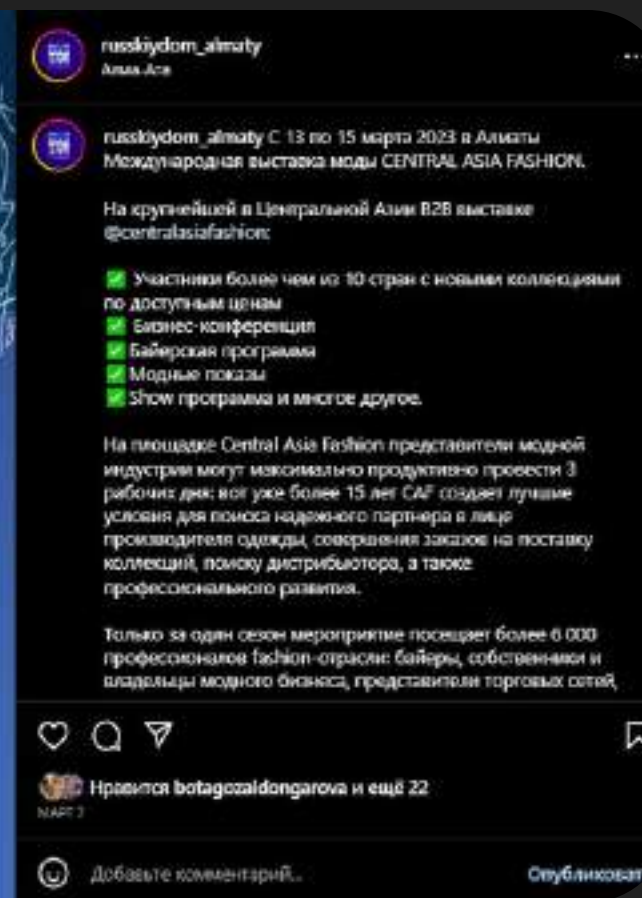 russkiydom_almaty
Алма-Ата
russkiydom_almaty С 13 по 15 марта 2023 в Алматы
Международная выставка моды CENTRAL ASIA FASHION.
На крупнейшей в Центральной Азии B2B выставке
@centralasiafashion:
✅ Участники более чем из 10 стран с новыми коллекциями
по доступным ценам
✅ Бизнес-конференция
✅ Байерская программа
✅ Модные показы
✅ Show программа и многое другое.
На площадке Central Asia Fashion представители модной
индустрии могут максимально продуктивно провести 3
рабочих дня: вот уже более 15 лет CAF создает лучшие
условия для поиска надежного партнера в лице
производителя одежды, совершения заказов на поставку
коллекций, поиску дистрибьютора, а также
профессионального развития.
Только за один сезон мероприятие посещает более 6 000
профессионалов fashion-отрасли: байеры, собственники и
владельцы модного бизнеса, представители торговых сетей,
Нравится botagozaldongarova и ещё 22
МАРТ 7
Добавьте комментарий...
Опубликоват